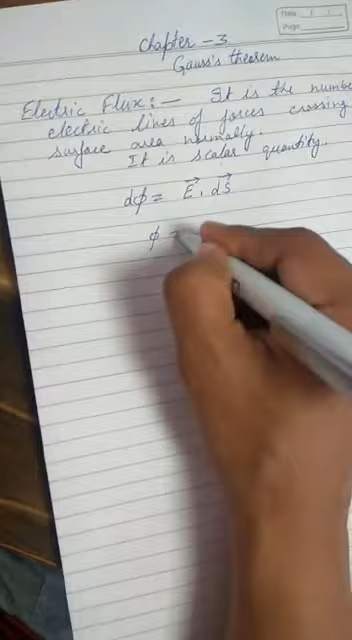 Date / /
Page
Chapter - 3
Gauss's theorem
Electric Flux :- It is the numbe
electric lines of forces crossing
surface area normally.
It is scalar quantity.
dφ = E⃗ . ds⃗
φ =